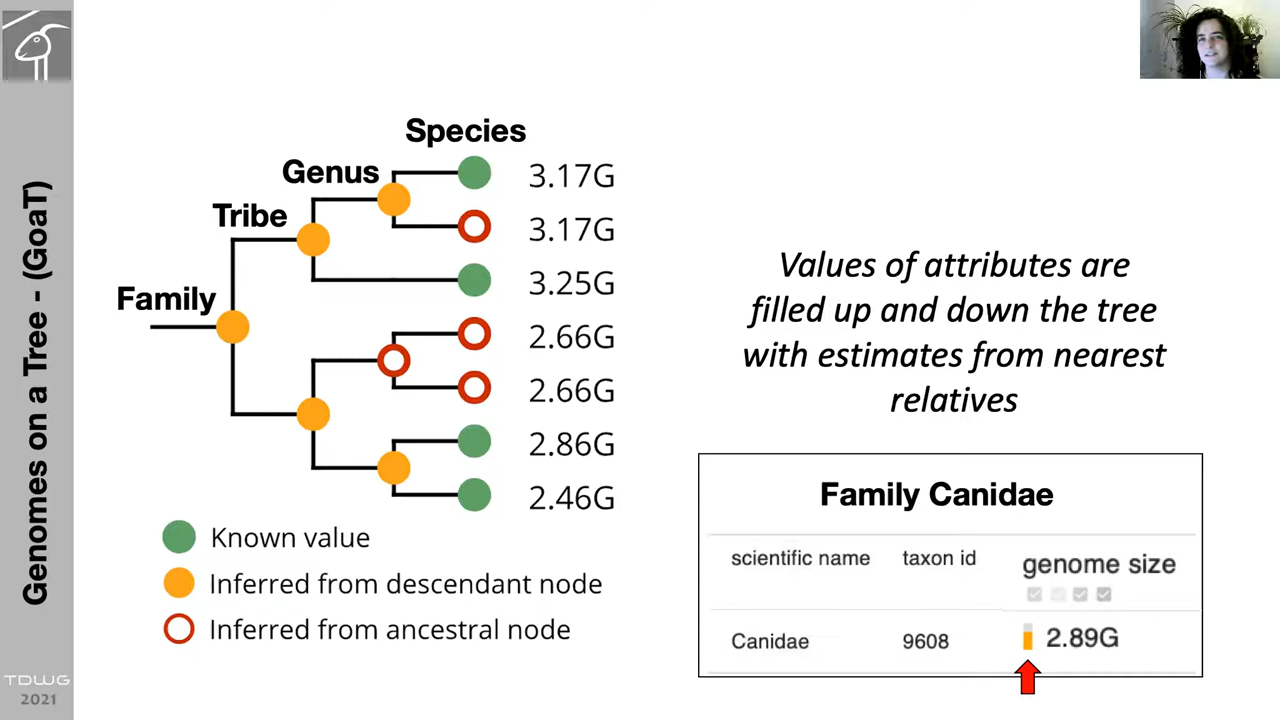 Genomes on a Tree - (GoaT)
TDWG
2021
Species
Genus
Tribe
Family
3.17G
3.17G
3.25G
2.66G
2.66G
2.86G
2.46G
Known value
Inferred from descendant node
Inferred from ancestral node
Values of attributes are
filled up and down the tree
with estimates from nearest
relatives
Family Canidae
scientific name taxon id genome size
Canidae 9608 2.89G